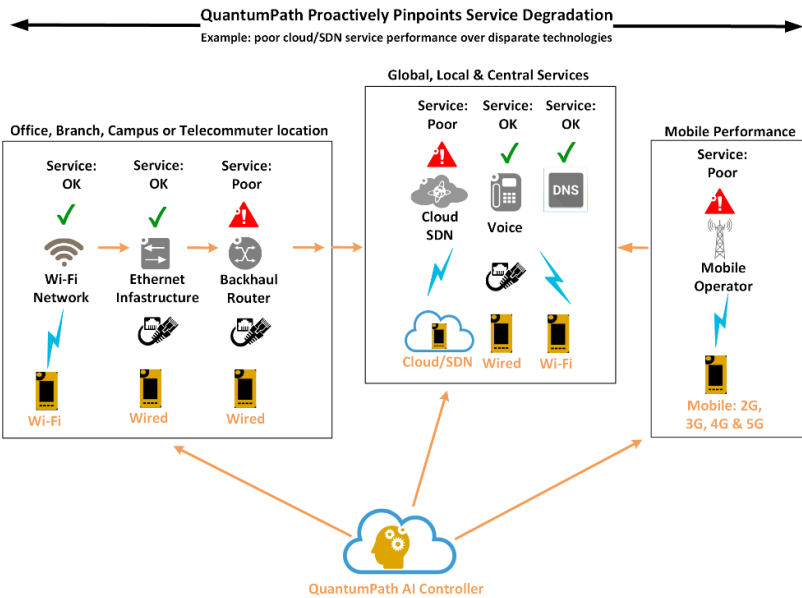 QuantumPath Proactively Pinpoints Service Degradation
Example: poor cloud/SDN service performance over disparate technologies
Global, Local & Central Services
Office, Branch, Campus or Telecommuter location
Mobile Performance
Service:
OK
Service:
OK
Service:
Poor
Wi-Fi
Network
Ethernet
Infastructure
Backhaul
Router
Wi-Fi
Wired
Wired
Service:
Poor
Service:
OK
Service:
OK
DNS
Cloud
SDN
Voice
Cloud/SDN
Wired
Wi-Fi
Service:
Poor
Mobile
Operator
Mobile: 2G,
3G, 4G & 5G
QuantumPath AI Controller